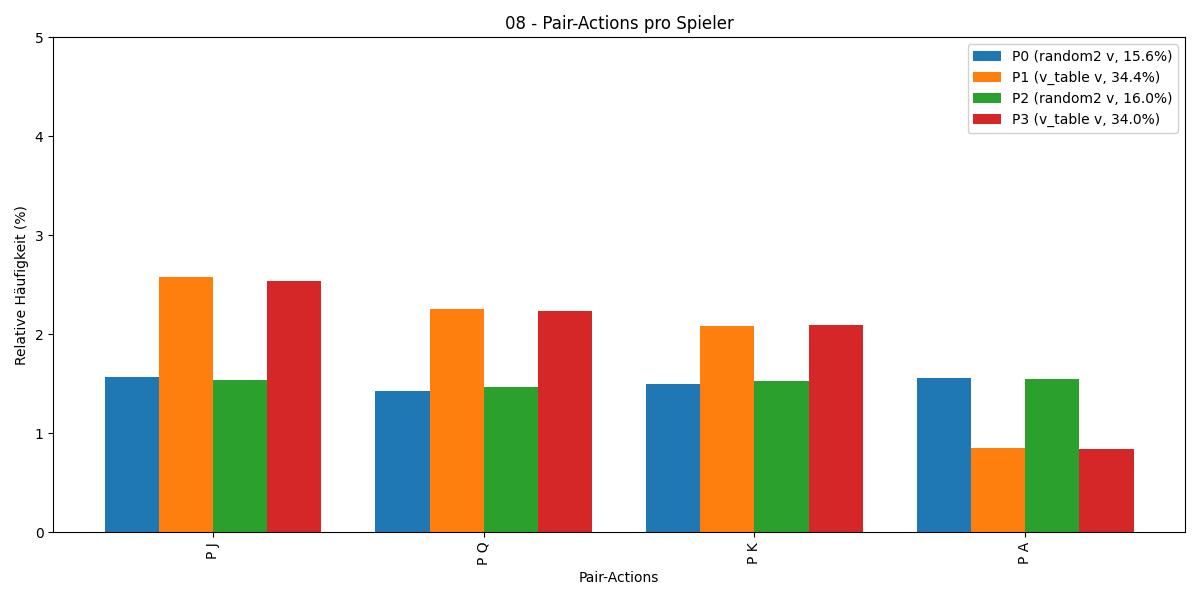 08 - Pair-Actions pro Spieler
5
4
3
2
1
0
Relative Häufigkeit (%)
P0 (random2 v, 15.6%)
P1 (v_table v, 34.4%)
P2 (random2 v, 16.0%)
P3 (v_table v, 34.0%)
P J
P Q
P K
P A
Pair-Actions